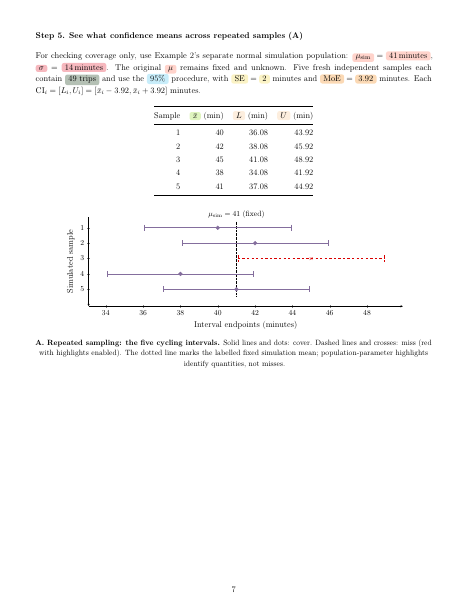 Step 5. See what confidence means across repeated samples (A)
For checking coverage only, use Example 2's separate normal simulation population: μsim = 41 minutes,
σ = 14 minutes. The original μ remains fixed and unknown. Five fresh independent samples each
contain 49 trips and use the 95% procedure, with SE = 2 minutes and MoE = 3.92 minutes. Each
CIi = [Li, Ui] = [x̄i − 3.92, x̄i + 3.92] minutes.
Sample x̄ (min) L (min) U (min)
1 40 36.08 43.92
2 42 38.08 45.92
3 45 41.08 48.92
4 38 34.08 41.92
5 41 37.08 44.92
μsim = 41 (fixed)
Simulated sample
1
2
3
4
5
34 36 38 40 42 44 46 48
Interval endpoints (minutes)
A. Repeated sampling: the five cycling intervals. Solid lines and dots: cover. Dashed lines and crosses: miss (red
with highlights enabled). The dotted line marks the labelled fixed simulation mean; population-parameter highlights
identify quantities, not misses.
7